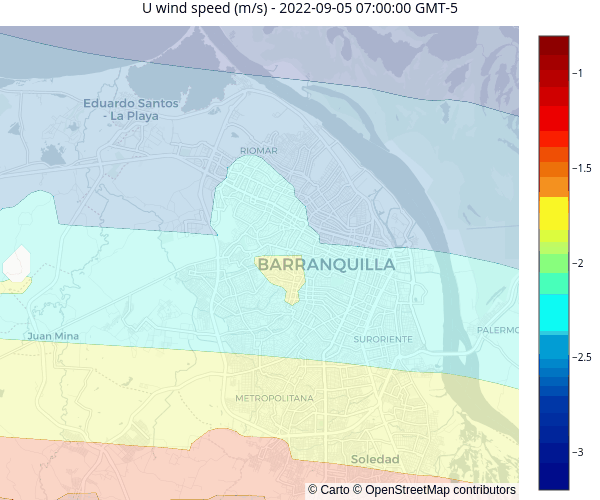 U wind speed (m/s) - 2022-09-05 07:00:00 GMT-5
Eduardo Santos
- La Playa
RIOMAR
BARRANQUILLA
Juan Mina
SURORIENTE
PALERMO
METROPOLITANA
Soledad
© Carto © OpenStreetMap contributors
−1
−1.5
−2
−2.5
−3